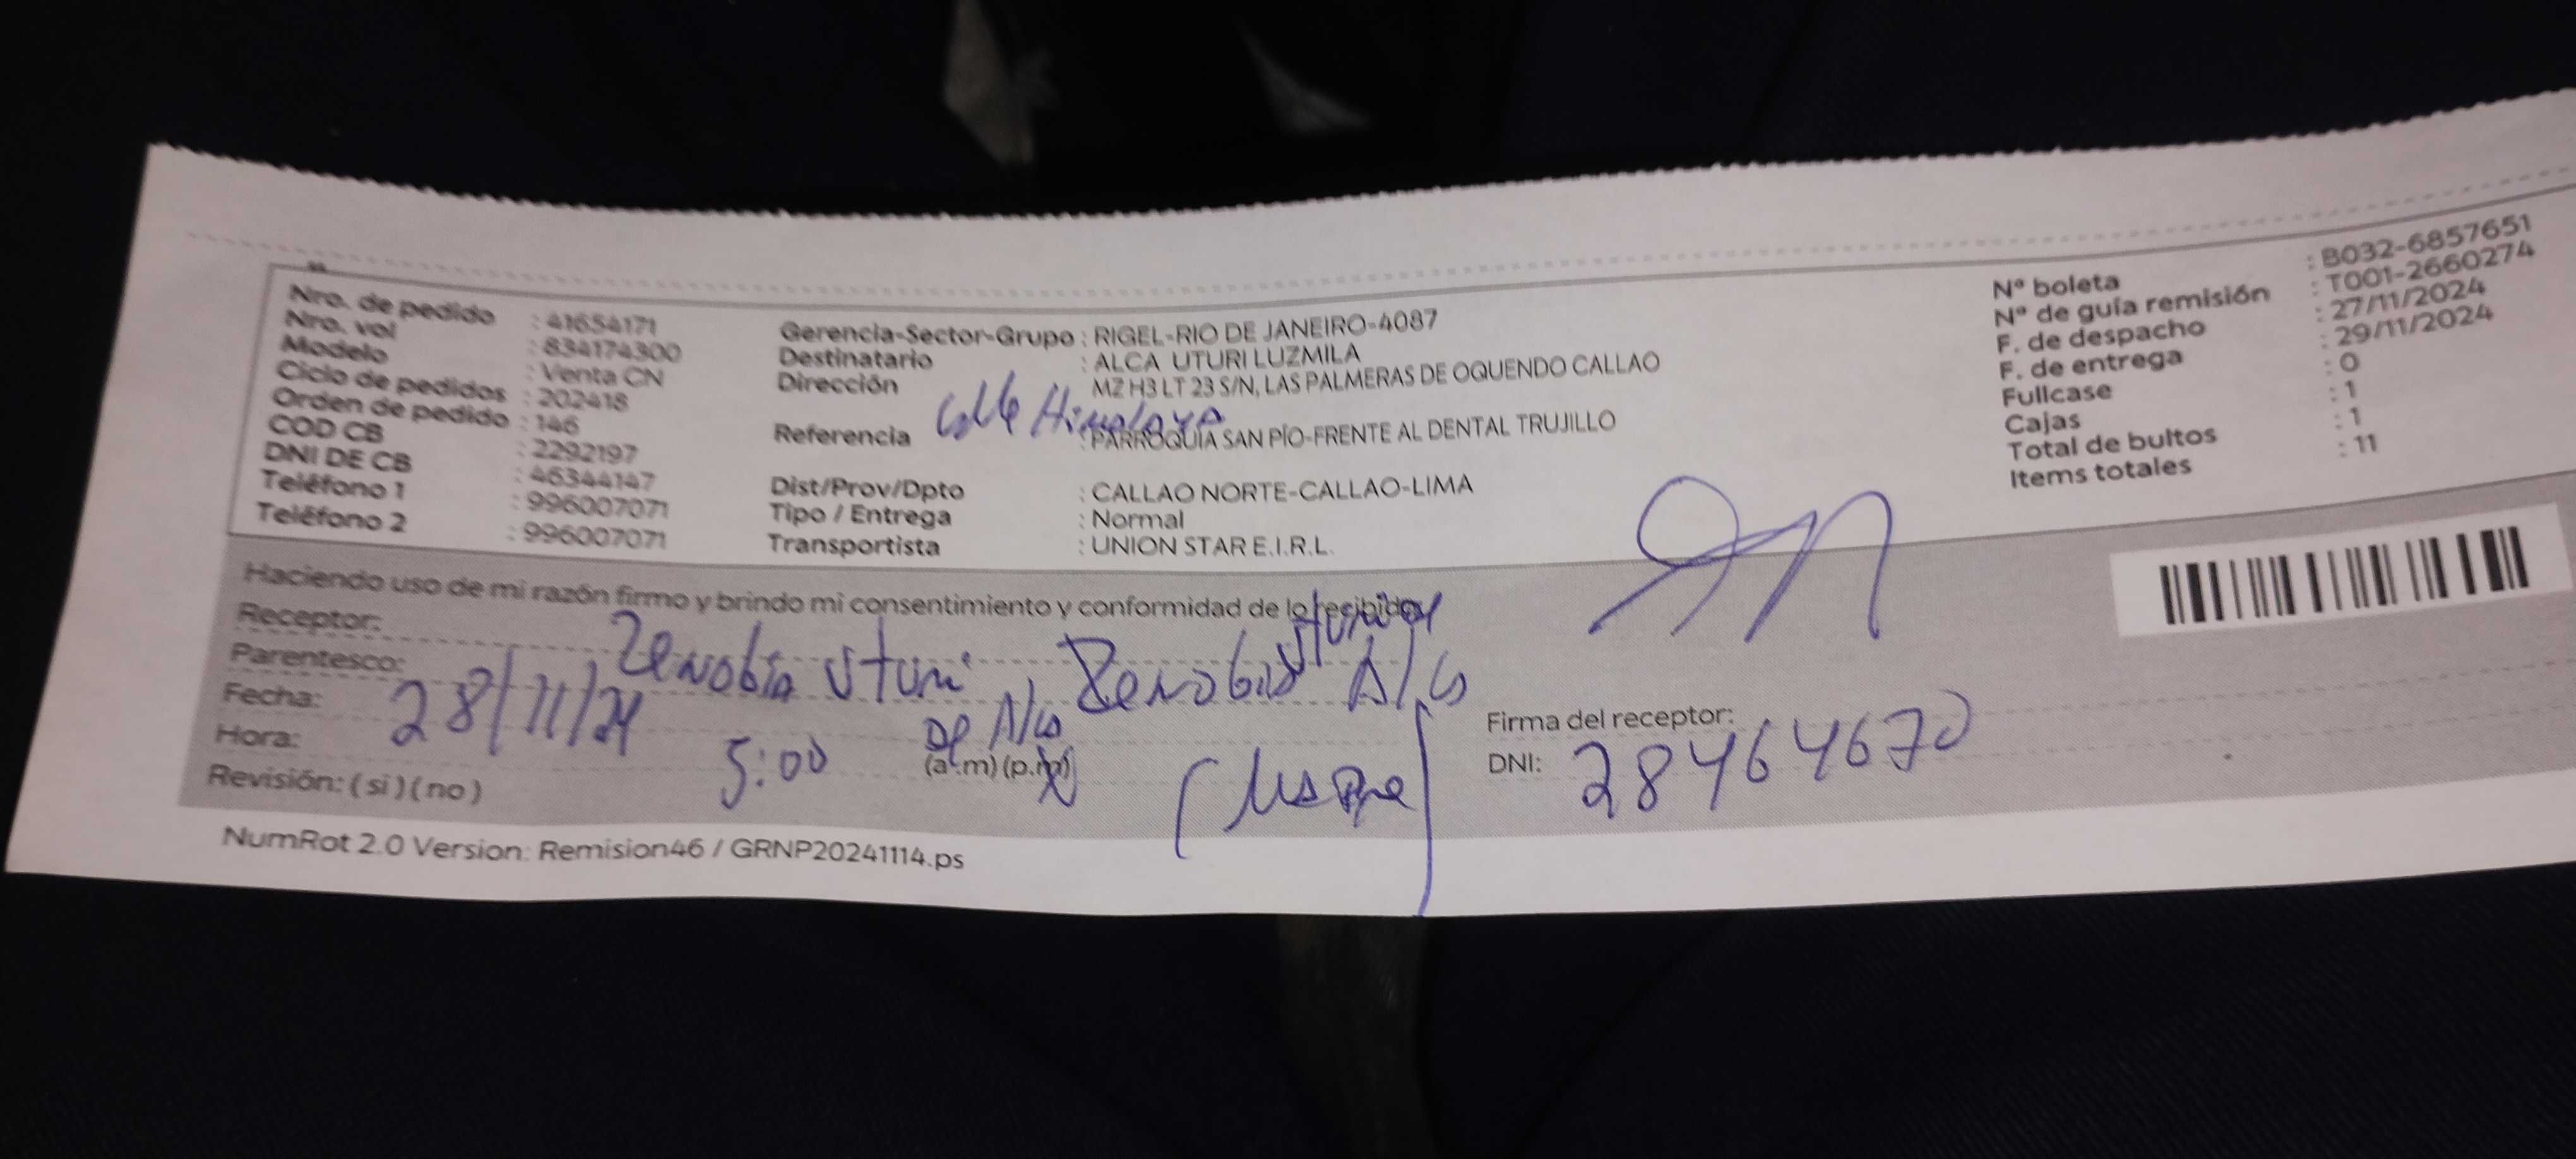 Nro. de pedido : 41654171
Nro. vol : 834174300
Modelo : Venta CN
Ciclo de pedidos : 202418
Orden de pedido : 146
COD CB : 2292197
DNI DE CB : 46344147
Teléfono 1 : 996007071
Teléfono 2 : 996007071
Gerencia-Sector-Grupo : RIGEL-RIO DE JANEIRO-4087
Destinatario : ALCA UTURI LUZMILA
Dirección : MZ H3 LT 23 S/N, LAS PALMERAS DE OQUENDO CALLAO
Calle Himalaya
Referencia : PARROQUIA SAN PÍO-FRENTE AL DENTAL TRUJILLO
Dist/Prov/Dpto : CALLAO NORTE-CALLAO-LIMA
Tipo / Entrega : Normal
Transportista : UNION STAR E.I.R.L.
Nº boleta : B032-6857651
Nº de guía remisión : T001-2660274
F. de despacho : 27/11/2024
F. de entrega : 29/11/2024
Fullcase : 0
Cajas : 1
Total de bultos : 1
Items totales : 11
Haciendo uso de mi razón firmo y brindo mi consentimiento y conformidad de lo recibido:
Receptor: Zenobia Uturi
Parentesco: Zenobia Alca
Fecha: 28/11/24 De Alca
Hora: 5:00 (a.m) (p.m)
Revisión: ( si ) ( no )
Firma del receptor:
DNI: 28464670
NumRot 2.0 Version: Remision46 / GRNP20241114.ps